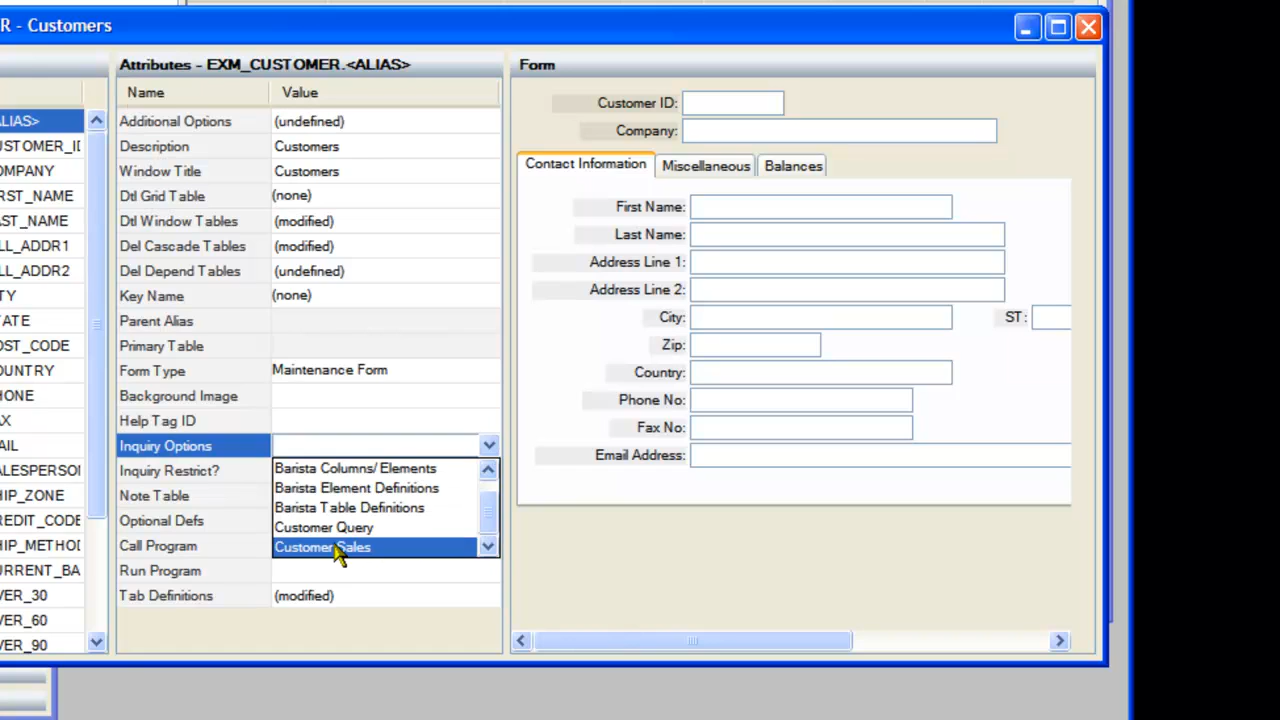 R - Customers
Attributes - EXM_CUSTOMER.<ALIAS>
Name Value
ALIAS>
USTOMER_I
OMPANY
RST_NAME
AST_NAME
LL_ADDR1
LL_ADDR2
TY
ATE
OST_CODE
OUNTRY
HONE
AX
AIL
ALESPERSO
HIP_ZONE
REDIT_CODE
HIP_METHO
URRENT_BA
VER_30
VER_60
VER_90
Additional Options (undefined)
Description Customers
Window Title Customers
Dtl Grid Table (none)
Dtl Window Tables (modified)
Del Cascade Tables (modified)
Del Depend Tables (undefined)
Key Name (none)
Parent Alias
Primary Table
Form Type Maintenance Form
Background Image
Help Tag ID
Inquiry Options
Barista Columns/Elements
Barista Element Definitions
Barista Table Definitions
Customer Query
Customer Sales
Inquiry Restrict?
Note Table
Optional Defs
Call Program
Run Program
Tab Definitions (modified)
Form
Customer ID:
Company:
Contact Information Miscellaneous Balances
First Name:
Last Name:
Address Line 1:
Address Line 2:
City: ST:
Zip:
Country:
Phone No:
Fax No:
Email Address: